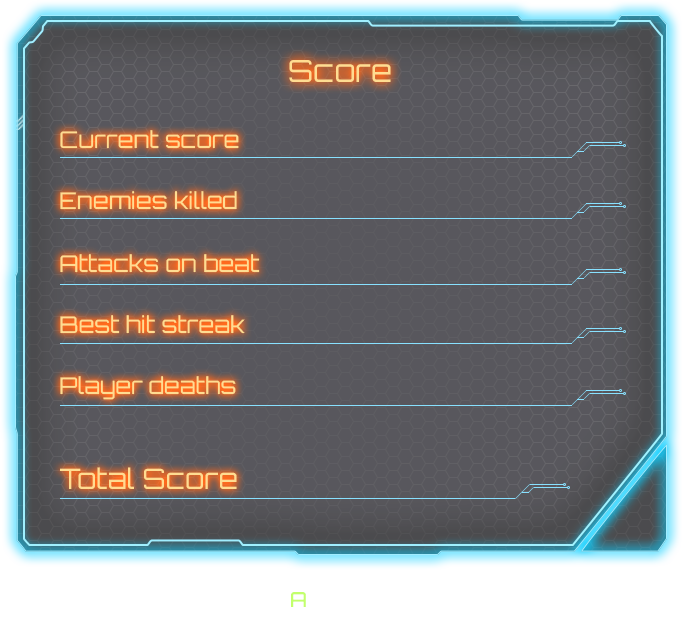 Score
Current score
Enemies killed
Attacks on beat
Best hit streak
Player deaths
Total Score
A